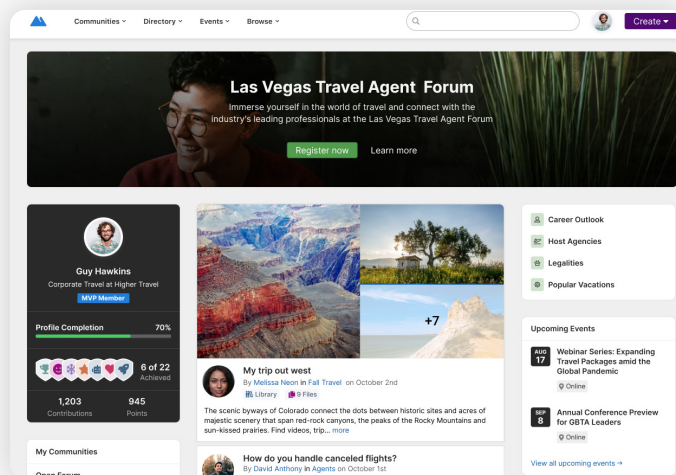 Communities
Directory
Events
Browse
Create
Las Vegas Travel Agent Forum
Immerse yourself in the world of travel and connect with the
industry's leading professionals at the Las Vegas Travel Agent Forum
Register now
Learn more
Guy Hawkins
Corporate Travel at Higher Travel
MVP Member
Profile Completion 70%
6 of 22
Achieved
1,203 945
Contributions Points
My Communities
Open Forum
+7
My trip out west
By Melissa Neon in Fall Travel on October 2nd
Library 9 Files
The scenic byways of Colorado connect the dots between historic sites and acres of
majestic scenery that span red-rock canyons, the peaks of the Rocky Mountains and
sun-kissed prairies. Find videos, trip... more
How do you handle canceled flights?
By David Anthony in Agents on October 1st
Career Outlook
Host Agencies
Legalities
Popular Vacations
Upcoming Events
AUG
17
Webinar Series: Expanding
Travel Packages amid the
Global Pandemic
Online
SEP
8
Annual Conference Preview
for GBTA Leaders
Online
View all upcoming events →